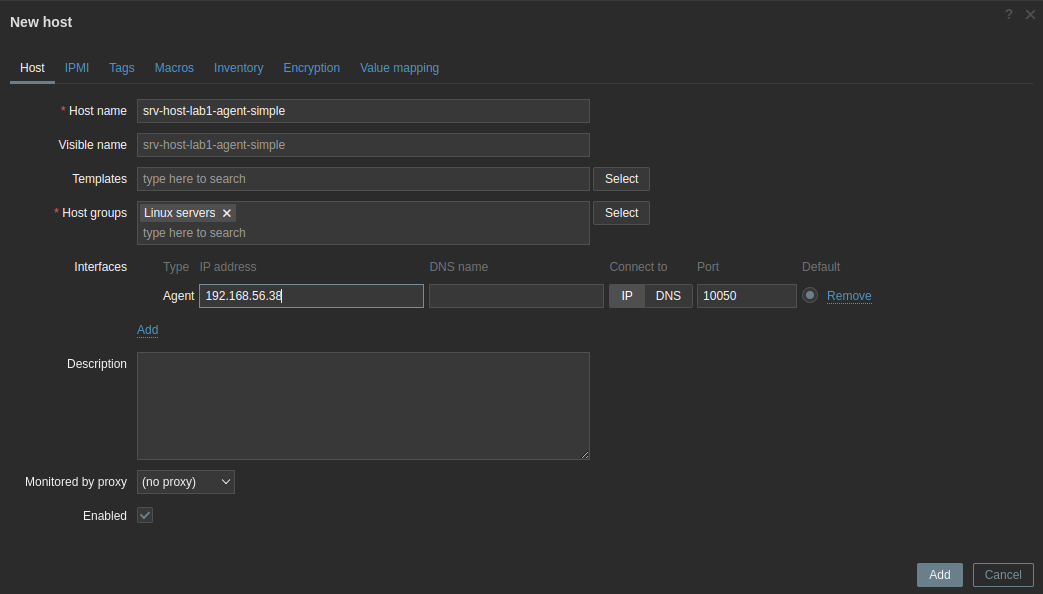 New host
?
Host IPMI Tags Macros Inventory Encryption Value mapping
* Host name srv-host-lab1-agent-simple
Visible name srv-host-lab1-agent-simple
Templates type here to search Select
* Host groups Linux servers Select
type here to search
Interfaces Type IP address DNS name Connect to Port Default
Agent 192.168.56.38 IP DNS 10050 Remove
Add
Description
Monitored by proxy (no proxy)
Enabled
Add Cancel